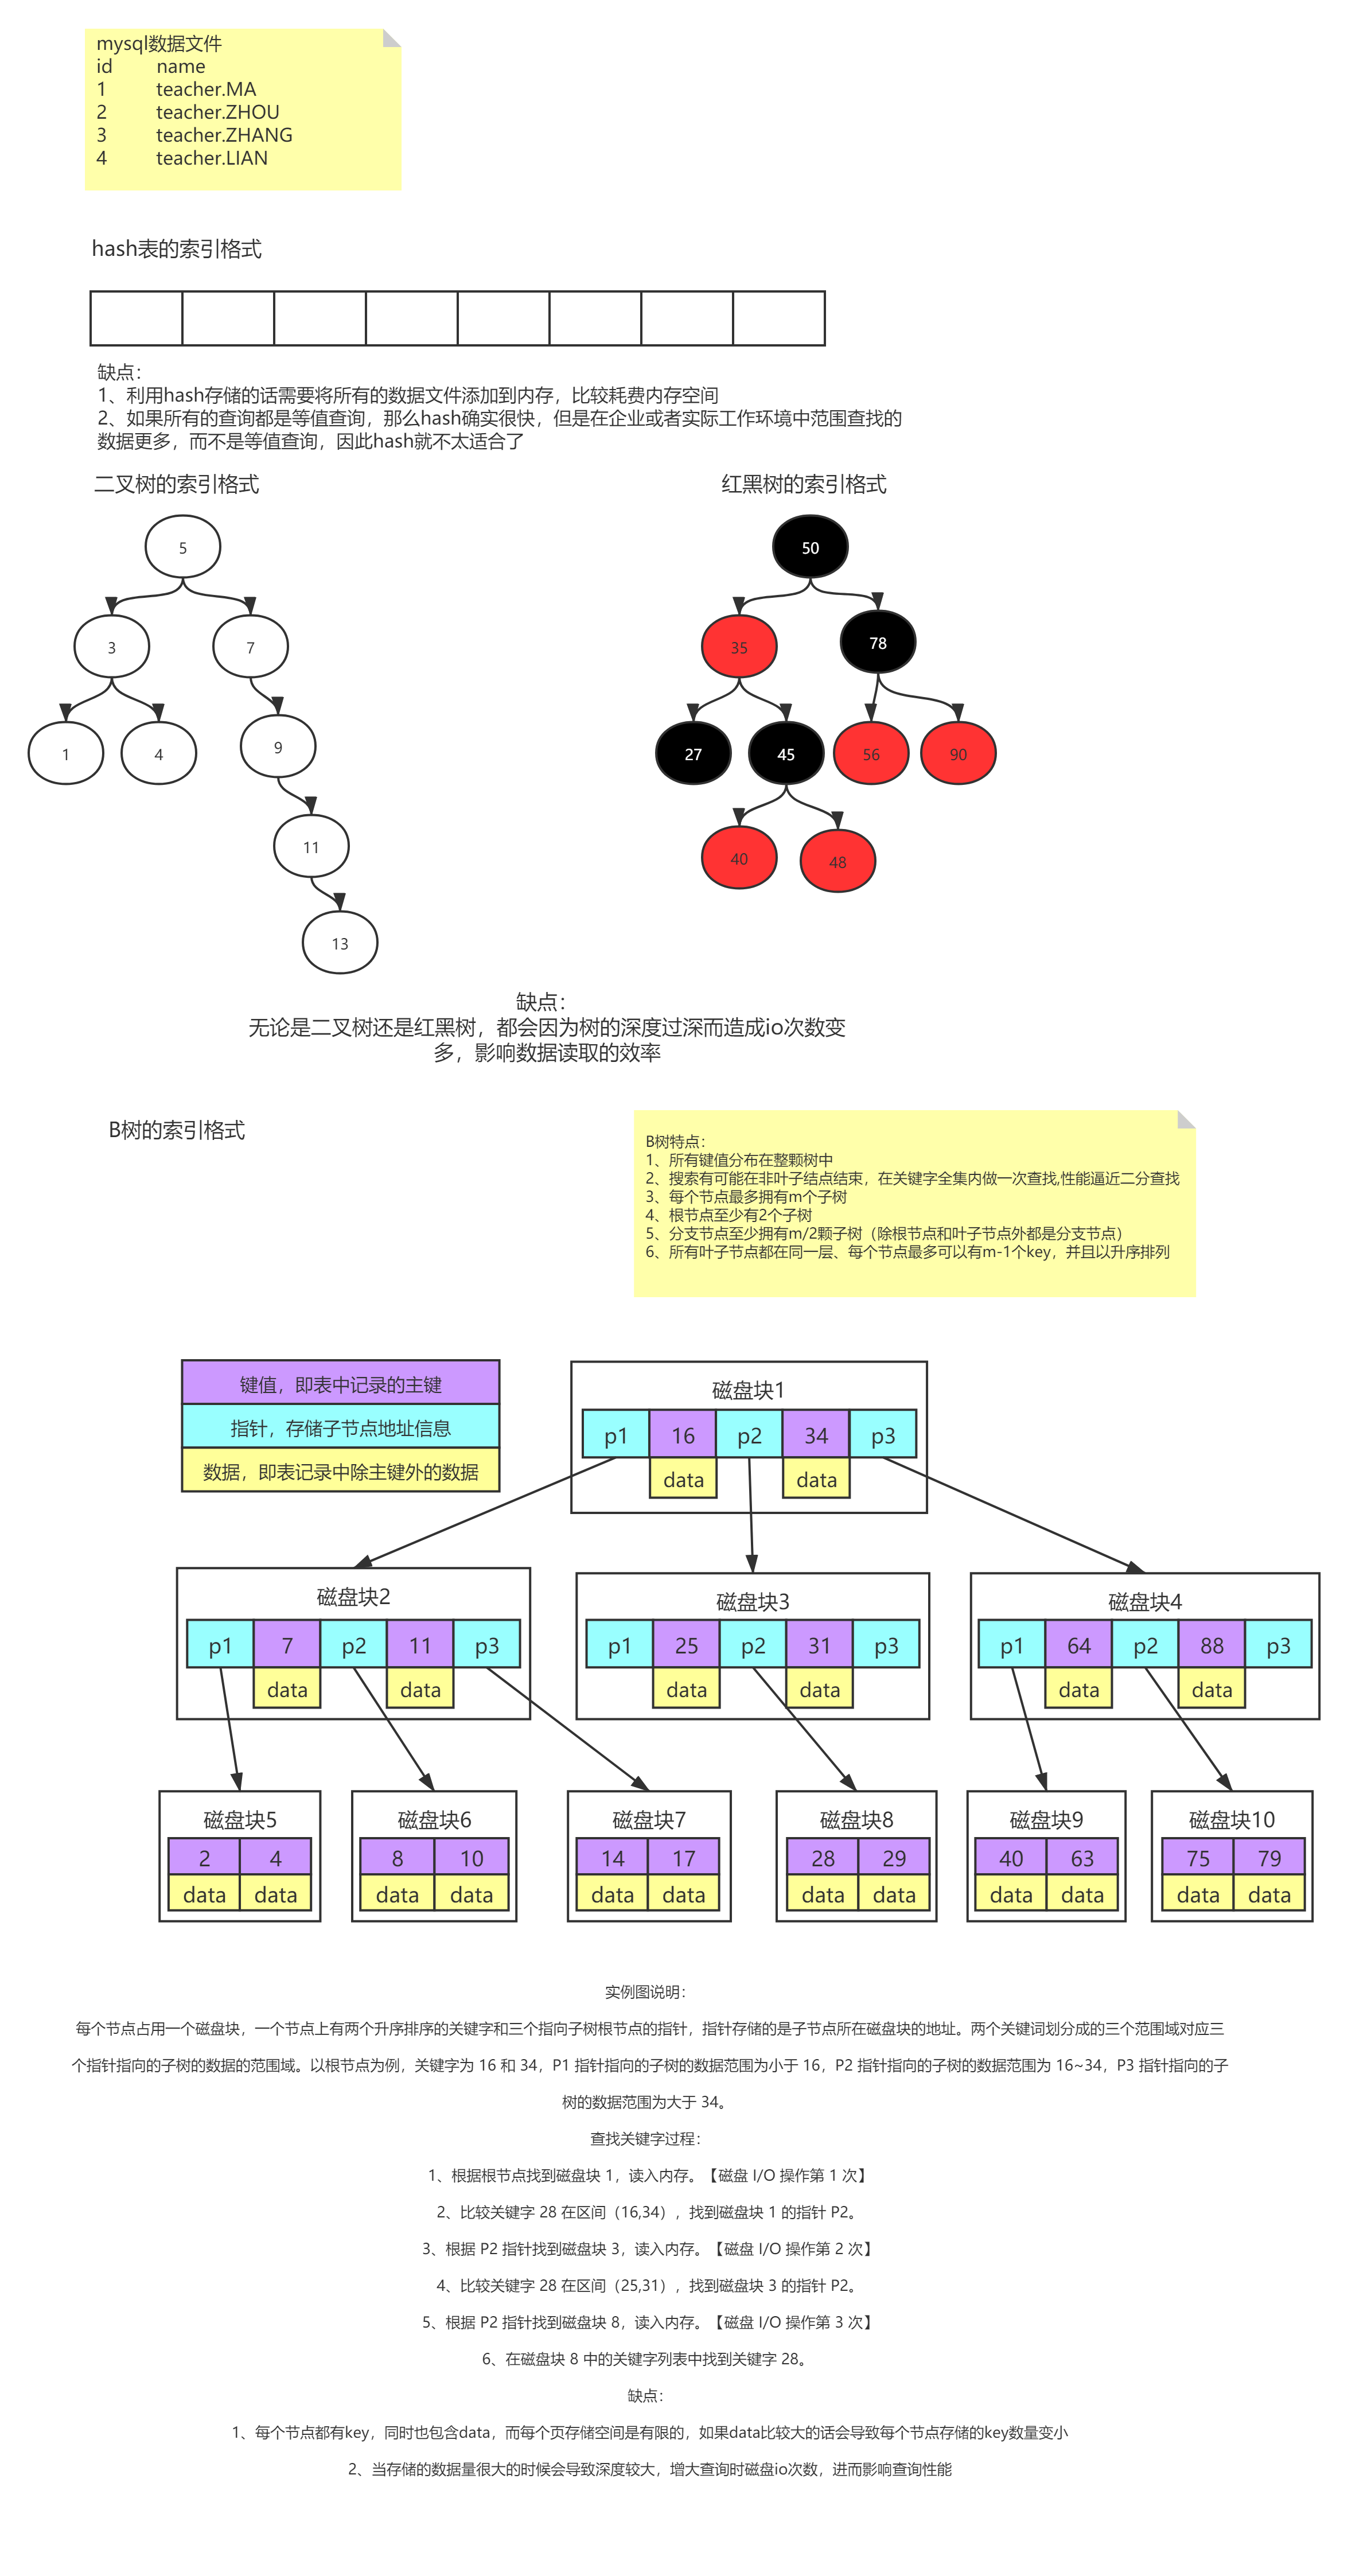 mysql数据文件
id name
1 teacher.MA
2 teacher.ZHOU
3 teacher.ZHANG
4 teacher.LIAN
hash表的索引格式
缺点：
1、利用hash存储的话需要将所有的数据文件添加到内存，比较耗费内存空间
2、如果所有的查询都是等值查询，那么hash确实很快，但是在企业或者实际工作环境中范围查找的
数据更多，而不是等值查询，因此hash就不太适合了
二叉树的索引格式
5
3
7
1
4
9
11
13
红黑树的索引格式
50
35
78
27
45
56
90
40
48
缺点：
无论是二叉树还是红黑树，都会因为树的深度过深而造成io次数变
多，影响数据读取的效率
B树的索引格式
B树特点：
1、所有键值分布在整颗树中
2、搜索有可能在非叶子结点结束，在关键字全集内做一次查找,性能逼近二分查找
3、每个节点最多拥有m个子树
4、根节点至少有2个子树
5、分支节点至少拥有m/2颗子树（除根节点和叶子节点外都是分支节点）
6、所有叶子节点都在同一层、每个节点最多可以有m-1个key，并且以升序排列
键值，即表中记录的主键
指针，存储子节点地址信息
数据，即表记录中除主键外的数据
磁盘块1
p1 16 p2 34 p3
data data
磁盘块2
p1 7 p2 11 p3
data data
磁盘块3
p1 25 p2 31 p3
data data
磁盘块4
p1 64 p2 88 p3
data data
磁盘块5
2 4
data data
磁盘块6
8 10
data data
磁盘块7
14 17
data data
磁盘块8
28 29
data data
磁盘块9
40 63
data data
磁盘块10
75 79
data data
实例图说明：
每个节点占用一个磁盘块，一个节点上有两个升序排序的关键字和三个指向子树根节点的指针，指针存储的是子节点所在磁盘块的地址。两个关键词划分成的三个范围域对应三
个指针指向的子树的数据的范围域。以根节点为例，关键字为 16 和 34，P1 指针指向的子树的数据范围为小于 16，P2 指针指向的子树的数据范围为 16~34，P3 指针指向的子
树的数据范围为大于 34。
查找关键字过程：
1、根据根节点找到磁盘块 1，读入内存。【磁盘 I/O 操作第 1 次】
2、比较关键字 28 在区间（16,34），找到磁盘块 1 的指针 P2。
3、根据 P2 指针找到磁盘块 3，读入内存。【磁盘 I/O 操作第 2 次】
4、比较关键字 28 在区间（25,31），找到磁盘块 3 的指针 P2。
5、根据 P2 指针找到磁盘块 8，读入内存。【磁盘 I/O 操作第 3 次】
6、在磁盘块 8 中的关键字列表中找到关键字 28。
缺点：
1、每个节点都有key，同时也包含data，而每个页存储空间是有限的，如果data比较大的话会导致每个节点存储的key数量变小
2、当存储的数据量很大的时候会导致深度较大，增大查询时磁盘io次数，进而影响查询性能